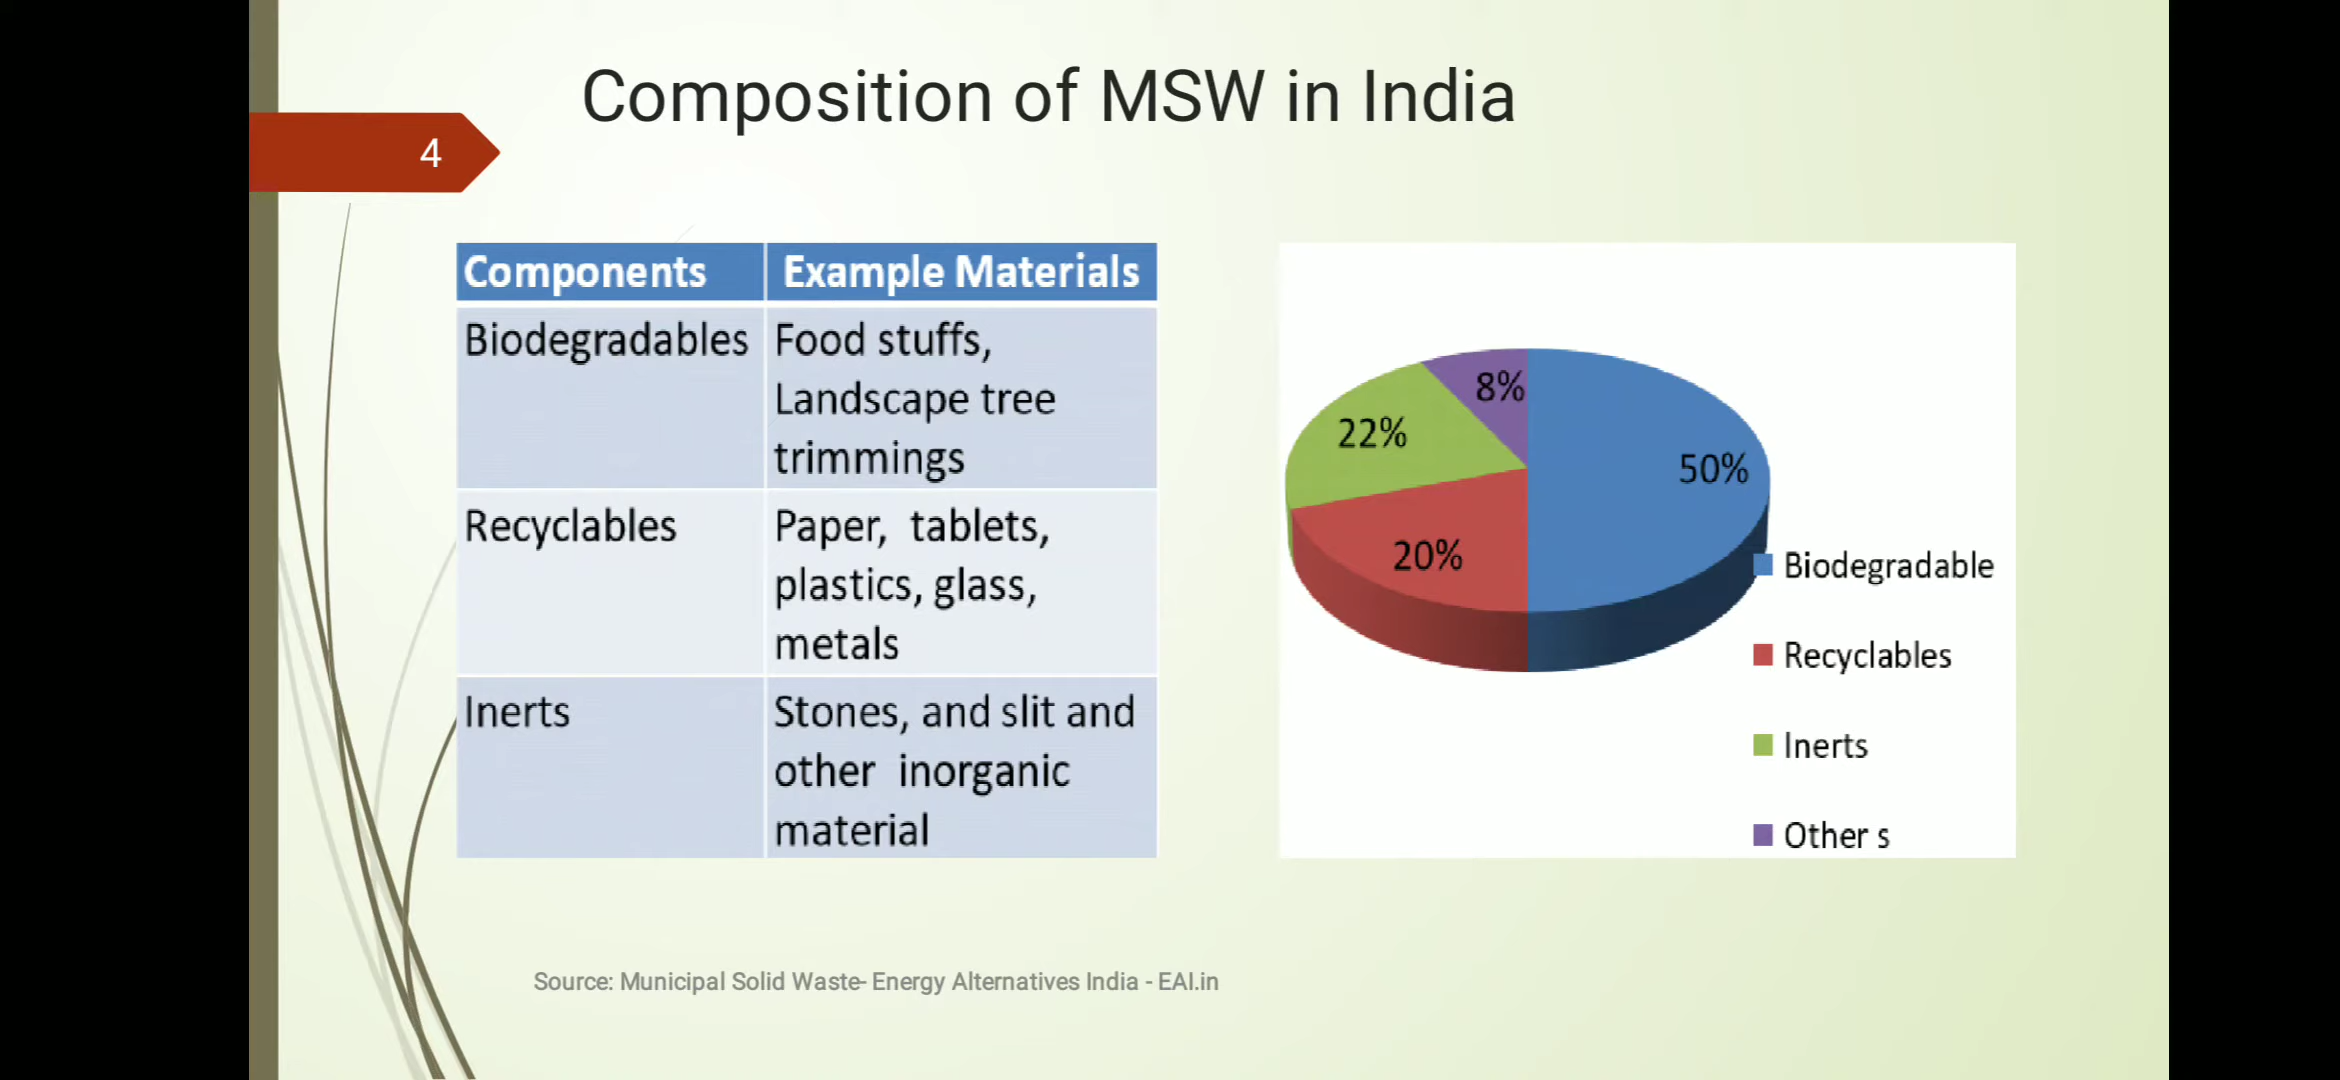 Composition of MSW in India
4
Components Example Materials
Biodegradables Food stuffs,
Landscape tree
trimmings
Recyclables Paper, tablets,
plastics, glass,
metals
Inerts Stones, and slit and
other inorganic
material
8%
22%
50%
20%
Biodegradable
Recyclables
Inerts
Other s
Source: Municipal Solid Waste- Energy Alternatives India - EAI.in